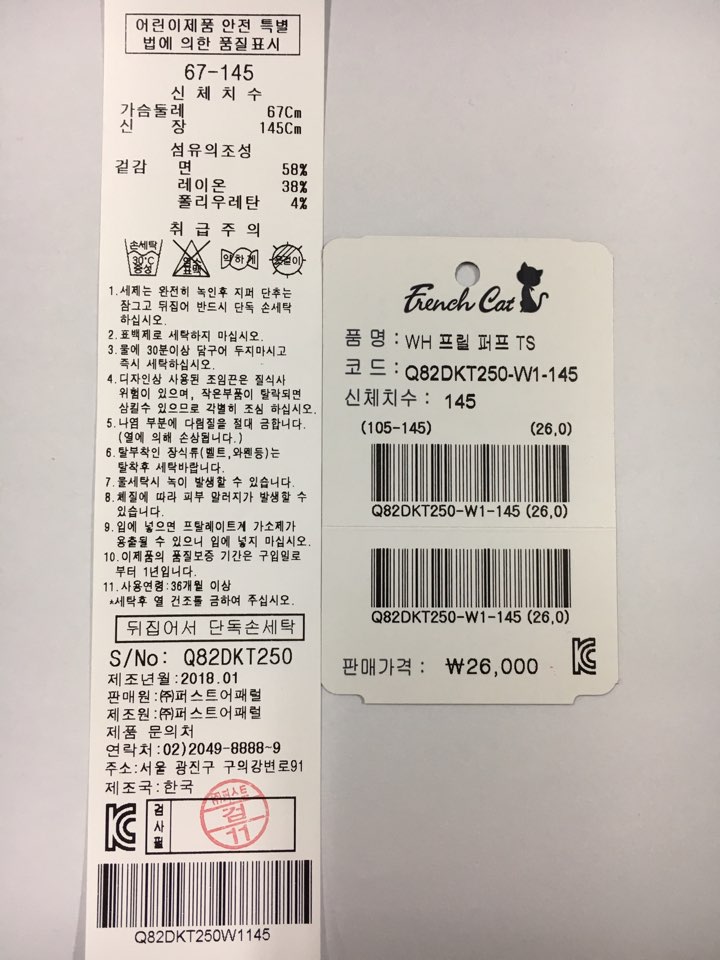 어린이제품 안전 특별
법에 의한 품질표시
67-145
신 체 치 수
가슴둘레 67Cm
신 장 145Cm
섬유의조성
겉감 면 58%
레이온 38%
폴리우레탄 4%
취 급 주 의
손세탁
30℃
중성
염소
표백
약하게
옷걸이
1.세제는 완전히 녹인후 지퍼 단추는
잠그고 뒤집어 반드시 단독 손세탁
하십시오.
2.표백제로 세탁하지 마십시오.
3.물에 30분이상 담구어 두지마시고
즉시 세탁하십시오.
4.디자인상 사용된 조임끈은 질식사
위험이 있으며, 작은부품이 탈락되면
삼킬수 있으므로 각별히 조심 하십시오.
5.나염 부분에 다림질을 절대 금합니다.
(열에 의해 손상됩니다.)
6.탈부착인 장식류(벨트,와펜등)는
탈착후 세탁바랍니다.
7.물세탁시 녹이 발생할 수 있습니다.
8.체질에 따라 피부 알러지가 발생할 수
있습니다.
9.입에 넣으면 프탈레이트계 가소제가
용출될 수 있으니 입에 넣지 마십시오.
10.이제품의 품질보증 기간은 구입일로
부터 1년입니다.
11.사용연령:36개월 이상
*세탁후 열 건조를 금하여 주십시오.
뒤집어서 단독손세탁
S/No: Q82DKT250
제조년월:2018.01
판매원:㈜퍼스트어패럴
제조원:㈜퍼스트어패럴
제품 문의처
연락처:02)2049-8888~9
주소:서울 광진구 구의강변로91
제조국:한국
KC
검사필
㈜퍼스트
검
11
Q82DKT250W1145
French Cat
품 명 : WH 프릴 퍼프 TS
코 드 : Q82DKT250-W1-145
신체치수 : 145
(105-145) (26,0)
Q82DKT250-W1-145 (26,0)
Q82DKT250-W1-145 (26,0)
판매가격 : ₩26,000
KC